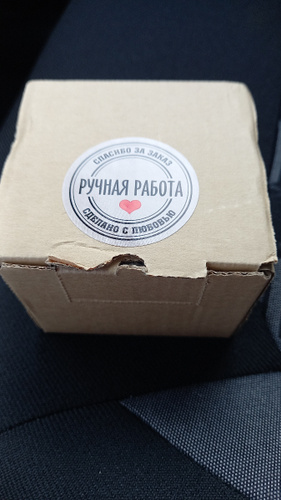 СПАСИБО ЗА ЗАКАЗ
РУЧНАЯ РАБОТА
СДЕЛАНО С ЛЮБОВЬЮ